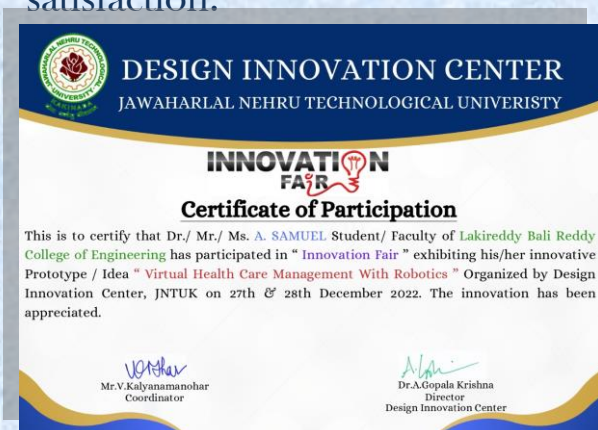 satisfaction.
DESIGN INNOVATION CENTER
JAWAHARLAL NEHRU TECHNOLOGICAL UNIVERISTY
INNOVATION
FAIR
Certificate of Participation
This is to certify that Dr./ Mr./ Ms. A. SAMUEL Student/ Faculty of Lakireddy Bali Reddy
College of Engineering has participated in “ Innovation Fair ” exhibiting his/her innovative
Prototype / Idea “ Virtual Health Care Management With Robotics ” Organized by Design
Innovation Center, JNTUK on 27th & 28th December 2022. The innovation has been
appreciated.
Mr.V.Kalyanamanohar
Coordinator
Dr.A.Gopala Krishna
Director
Design Innovation Center